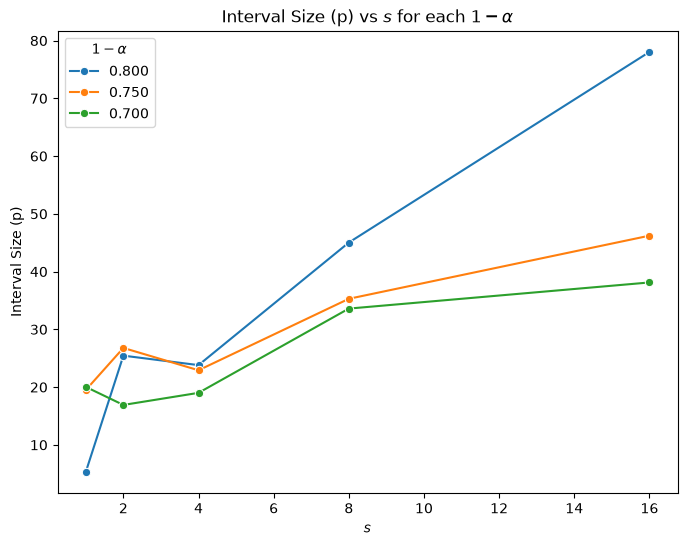 Interval Size (p) vs s for each 1 − α
1 − α
0.800
0.750
0.700
Interval Size (p)
80
70
60
50
40
30
20
10
2 4 6 8 10 12 14 16
s